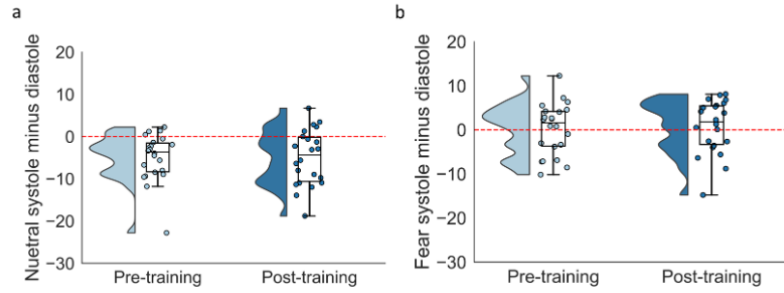 a
Nuetral systole minus diastole
20
10
0
−10
−20
−30
Pre-training
Post-training
b
Fear systole minus diastole
20
10
0
−10
−20
−30
Pre-training
Post-training